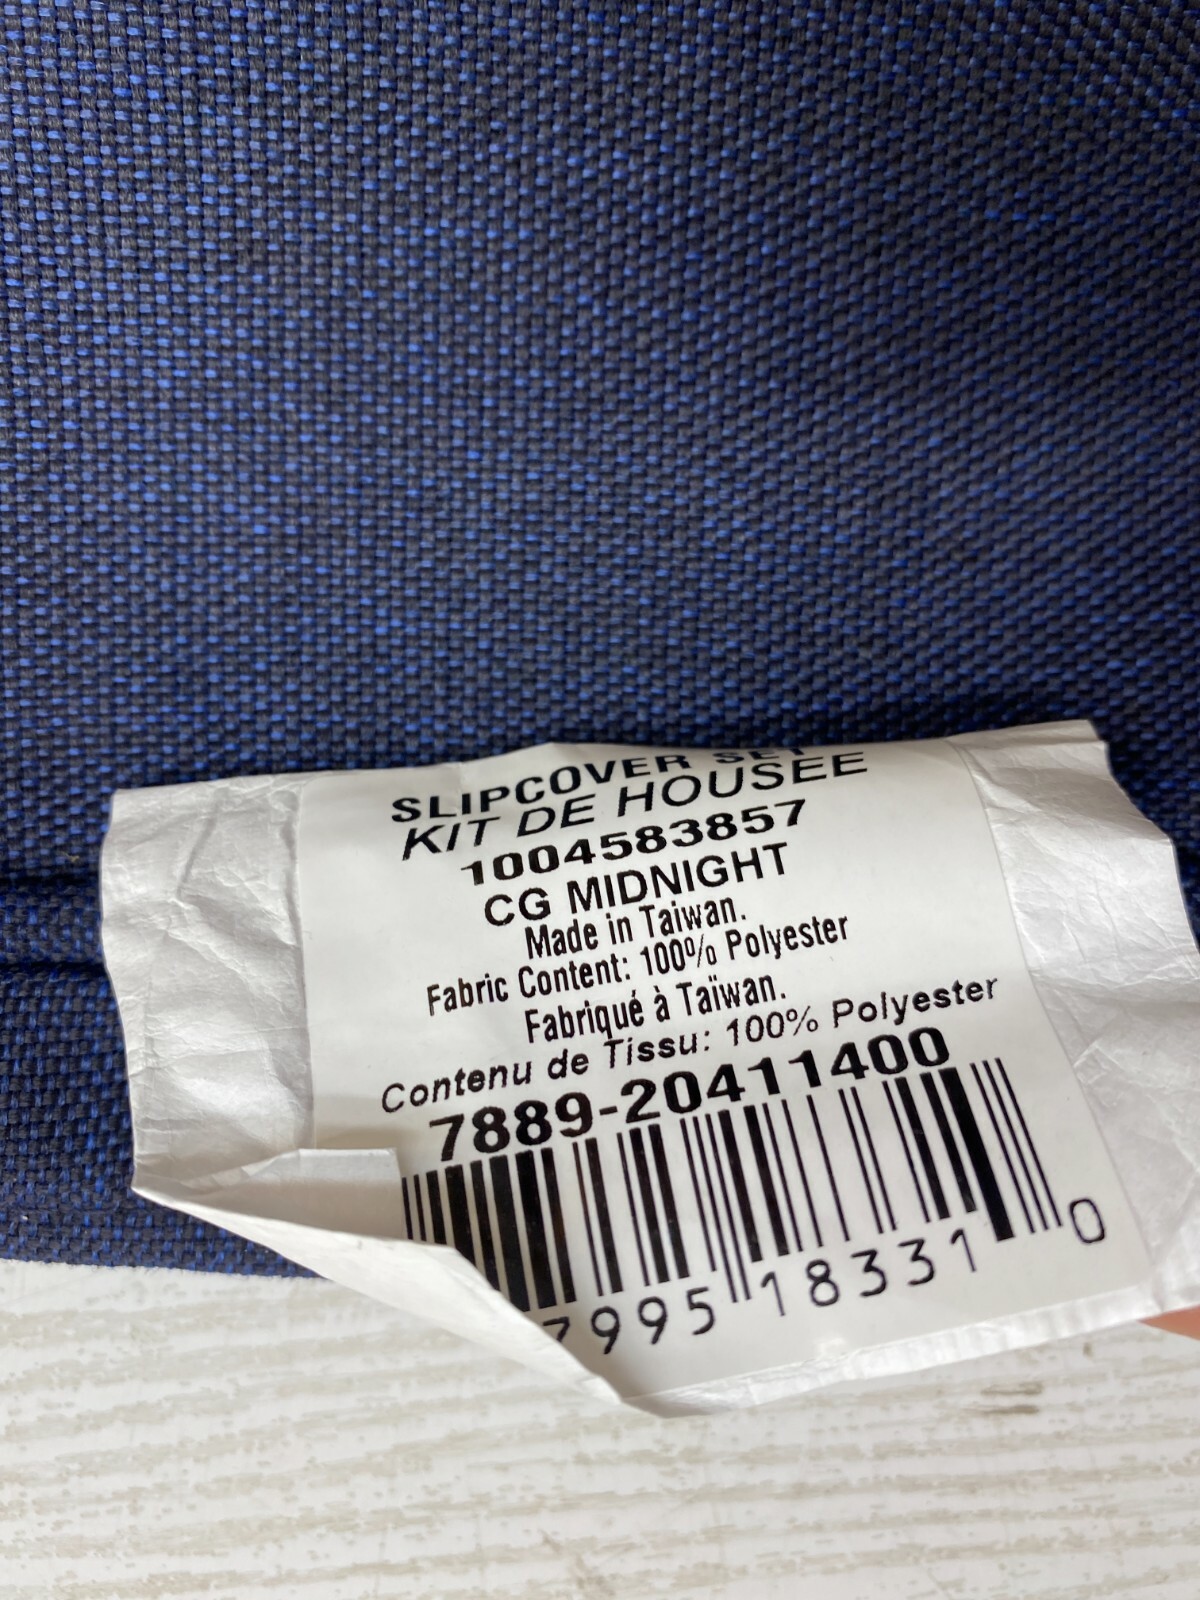 SLIPCOVER SET
KIT DE HOUSEE
1004583857
CG MIDNIGHT
Made in Taiwan.
Fabric Content: 100% Polyester
Fabriqué à Taïwan.
Contenu de Tissu: 100% Polyester
7889-20411400
7995 18331 0